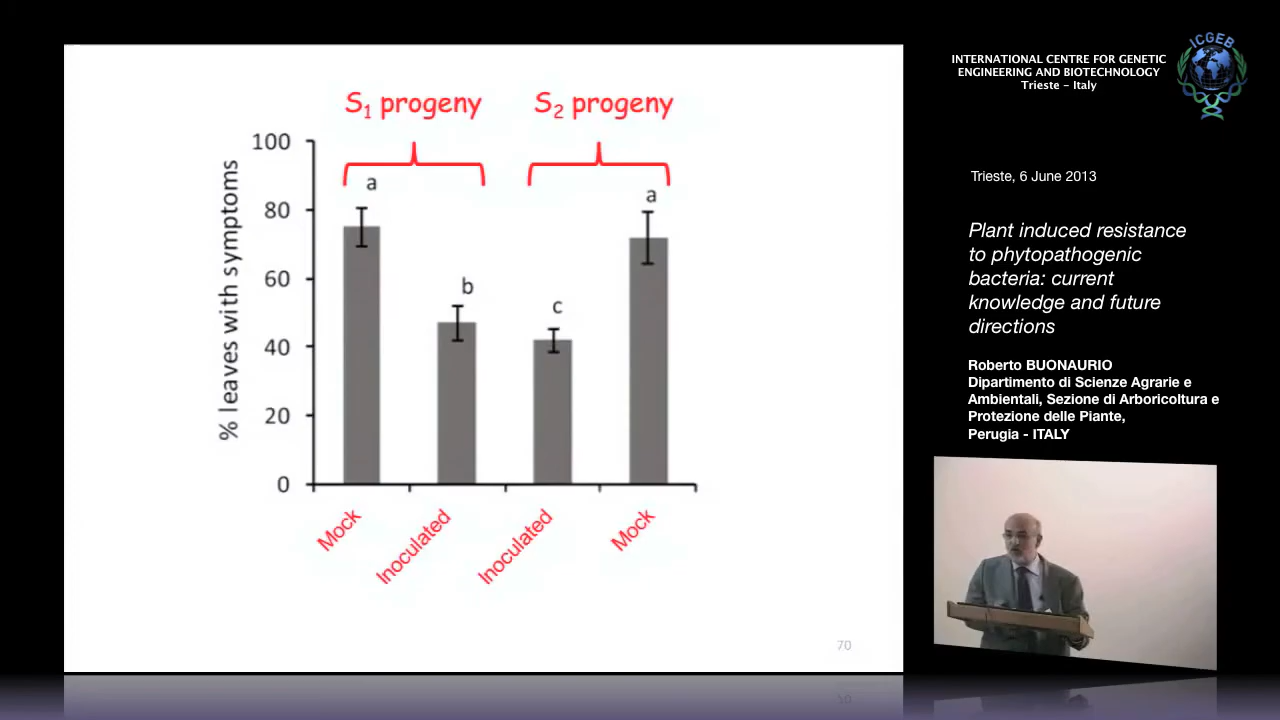 S1 progeny
S2 progeny
% leaves with symptoms
100
80
60
40
20
0
a
b
c
a
Mock
Inoculated
Inoculated
Mock
70
ICGEB
INTERNATIONAL CENTRE FOR GENETIC
ENGINEERING AND BIOTECHNOLOGY
Trieste - Italy
Trieste, 6 June 2013
Plant induced resistance
to phytopathogenic
bacteria: current
knowledge and future
directions
Roberto BUONAURIO
Dipartimento di Scienze Agrarie e
Ambientali, Sezione di Arboricoltura e
Protezione delle Piante,
Perugia - ITALY